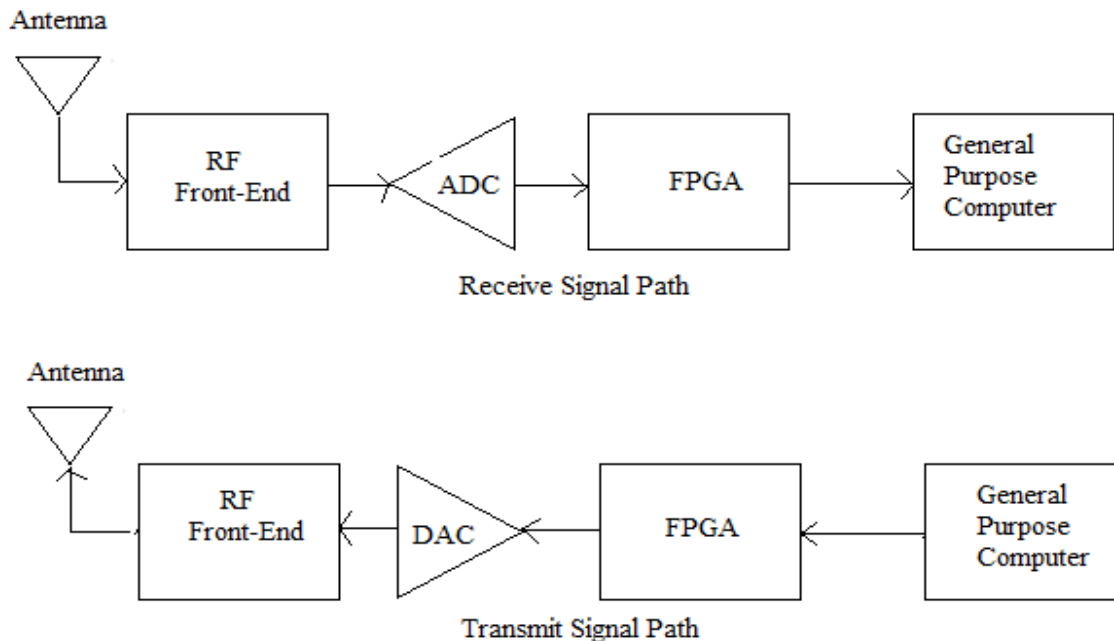 Antenna
RF
Front-End
ADC
FPGA
General
Purpose
Computer
Receive Signal Path
Antenna
RF
Front-End
DAC
FPGA
General
Purpose
Computer
Transmit Signal Path